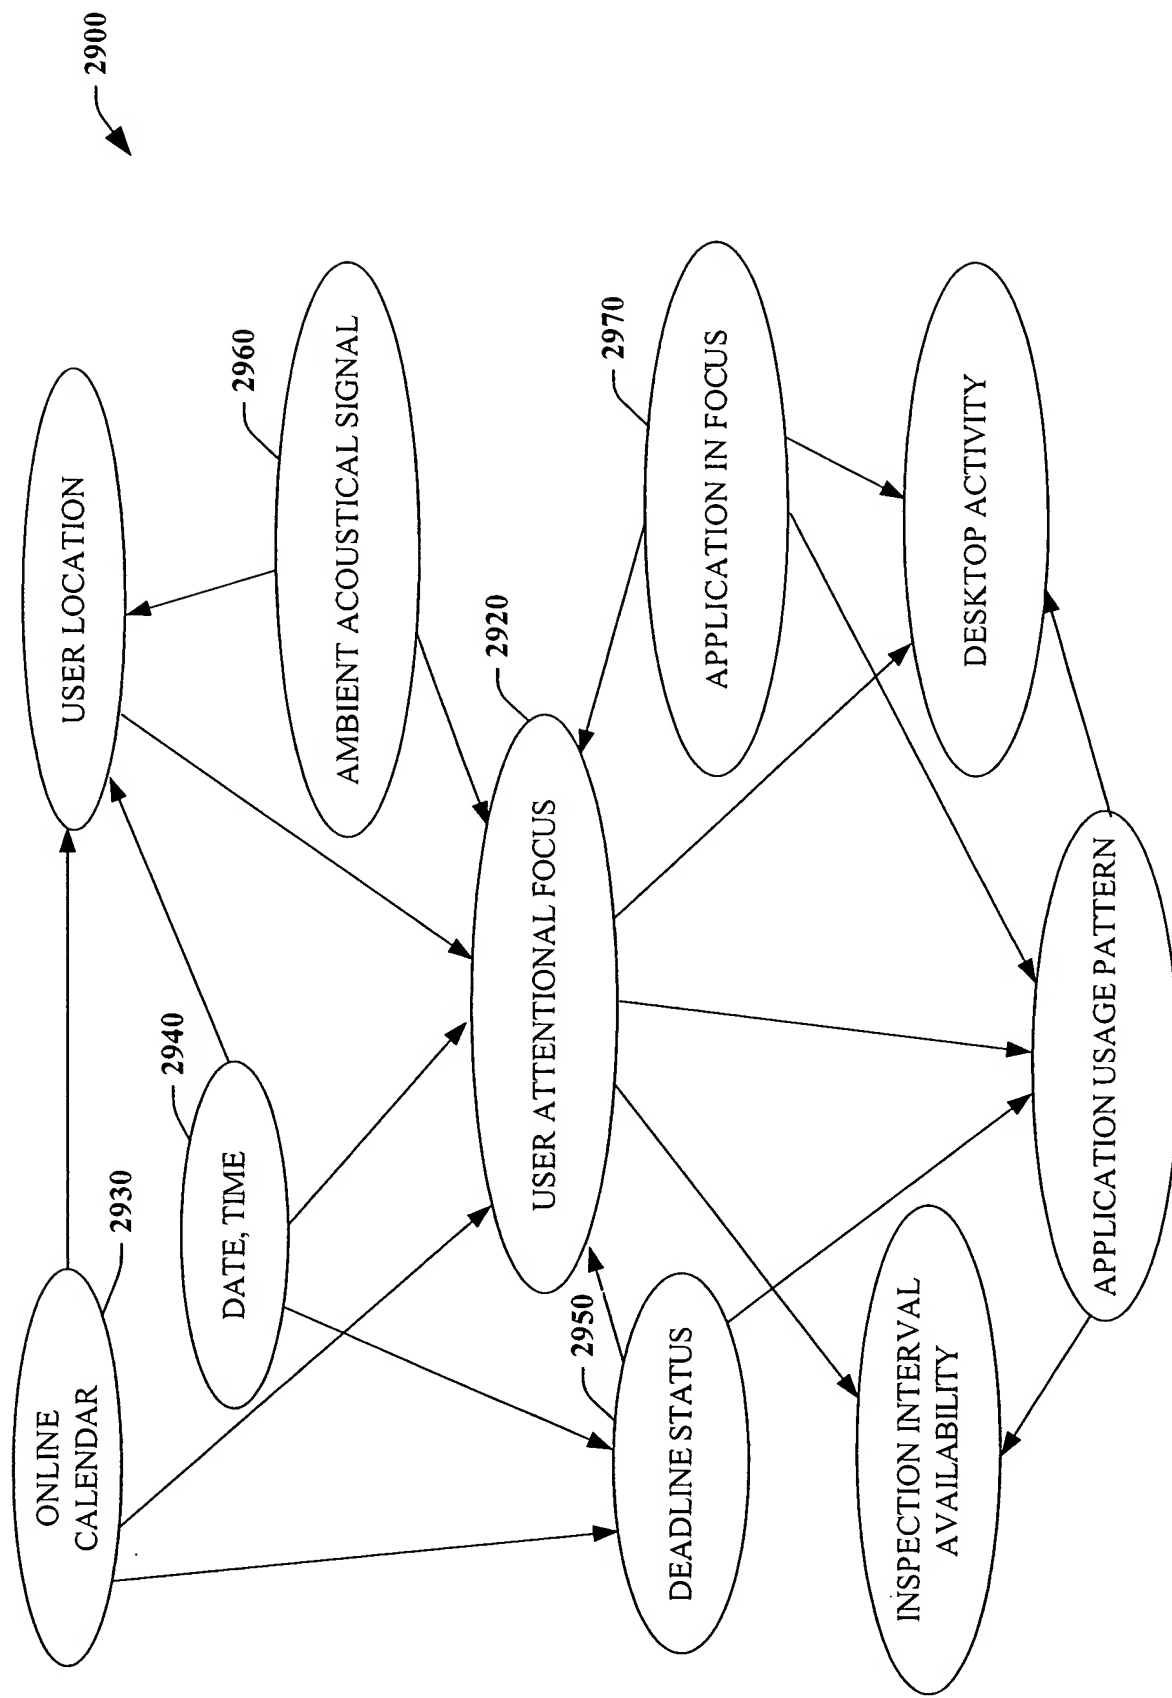 2900
ONLINE
CALENDAR
2930
USER LOCATION
DATE, TIME
2940
AMBIENT ACOUSTICAL SIGNAL
2960
USER ATTENTIONAL FOCUS
2920
DEADLINE STATUS
2950
APPLICATION IN FOCUS
2970
INSPECTION INTERVAL
AVAILABILITY
DESKTOP ACTIVITY
APPLICATION USAGE PATTERN